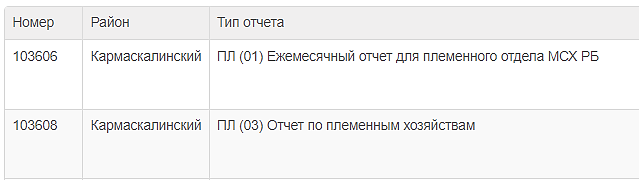 Номер Район Тип отчета
103606 Кармаскалинский ПЛ (01) Ежемесячный отчет для племенного отдела МСХ РБ
103608 Кармаскалинский ПЛ (03) Отчет по племенным хозяйствам